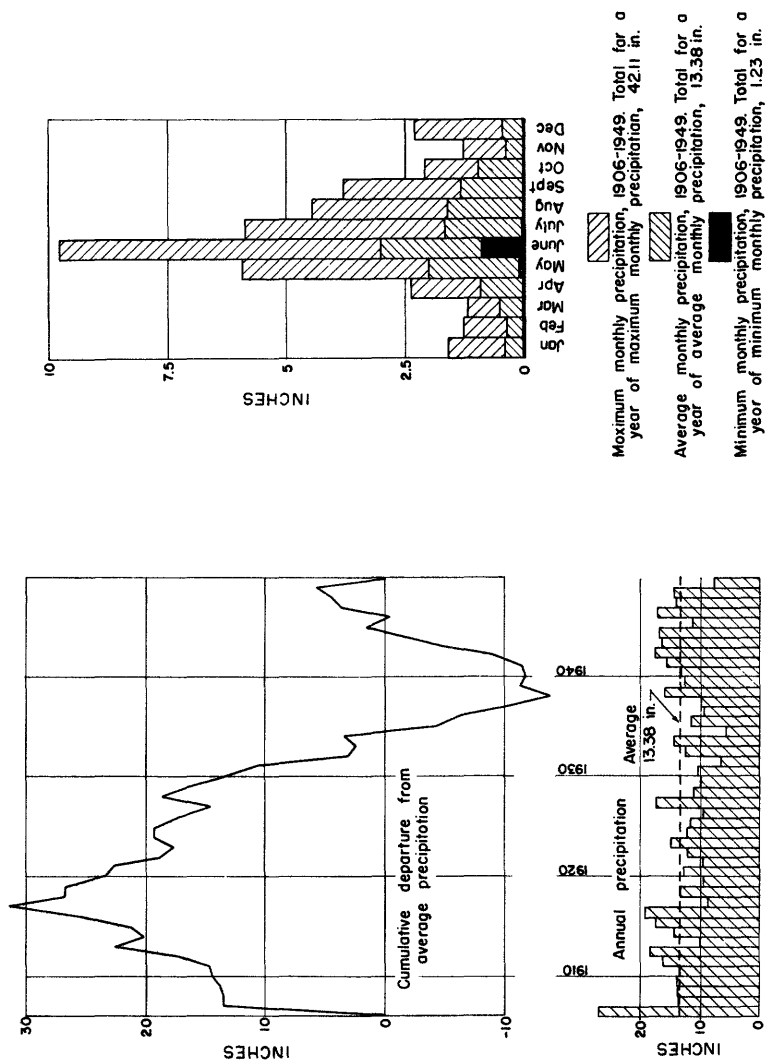 30
20
10
0
-10
INCHES
Cumulative departure from
average precipitation
1910
1920
1930
1940
Annual precipitation
Average
13.38 in.
20
10
0
INCHES
10
7.5
5
2.5
0
INCHES
Jan
Feb
Mar
Apr
May
June
July
Aug
Sept
Oct
Nov
Dec
Maximum monthly precipitation, 1906-1949. Total for a
year of maximum monthly precipitation, 42.11 in.
Average monthly precipitation, 1906-1949. Total for a
year of average monthly precipitation, 13.38 in.
Minimum monthly precipitation, 1906-1949. Total for a
year of minimum monthly precipitation, 1.23 in.